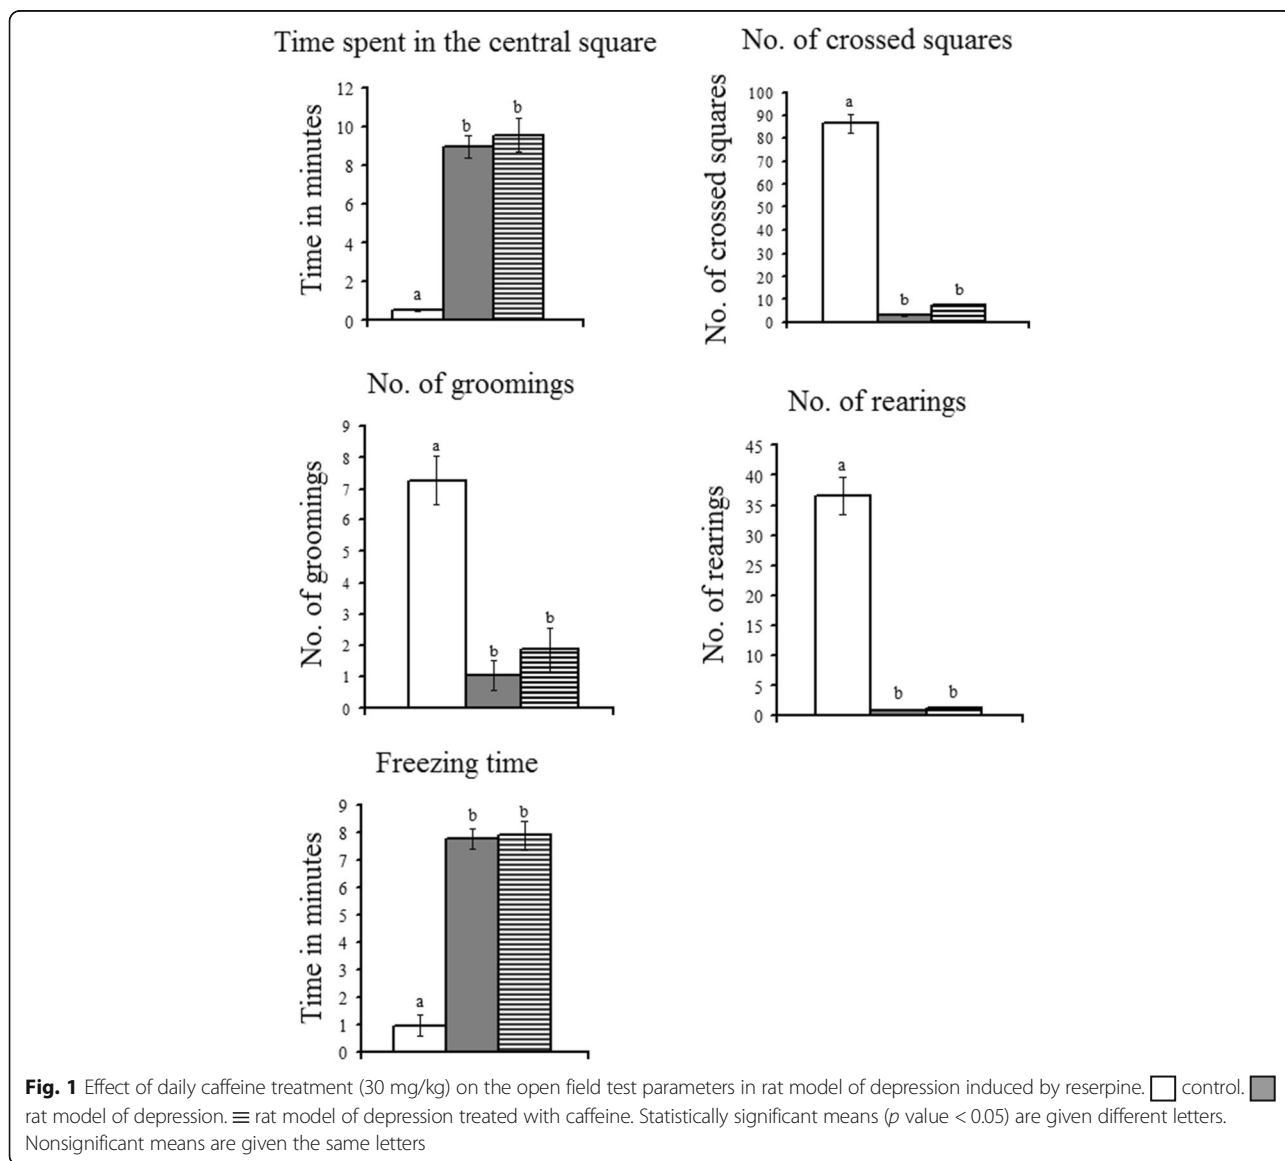 Time spent in the central square
Time in minutes
12
10
8
6
4
2
0
a
b
b
No. of crossed squares
No. of crossed squares
100
90
80
70
60
50
40
30
20
10
0
a
b
b
No. of groomings
No. of groomings
9
8
7
6
5
4
3
2
1
0
a
b
b
No. of rearings
No. of rearings
45
40
35
30
25
20
15
10
5
0
a
b
b
Freezing time
Time in minutes
9
8
7
6
5
4
3
2
1
0
a
b
b
Fig. 1 Effect of daily caffeine treatment (30 mg/kg) on the open field test parameters in rat model of depression induced by reserpine. control.
rat model of depression. rat model of depression treated with caffeine. Statistically significant means (p value < 0.05) are given different letters.
Nonsignificant means are given the same letters